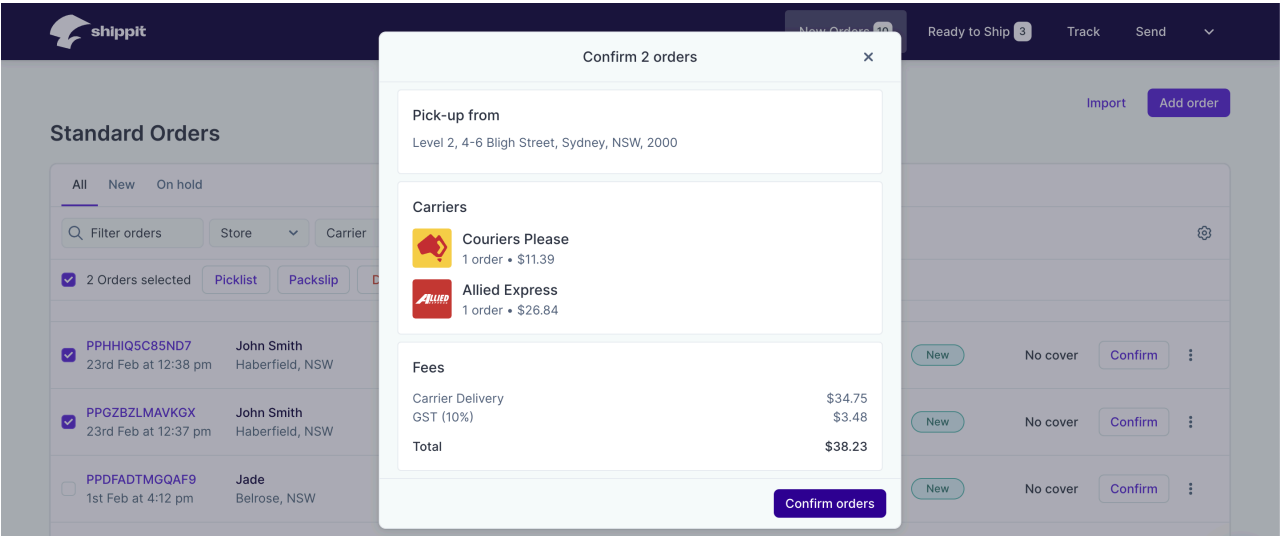 shippit
New Orders 10
Ready to Ship 3
Track
Send
Import
Add order
Standard Orders
All
New
On hold
Filter orders
Store
Carrier
2 Orders selected
Picklist
Packslip
D
PPHHIQ5C85ND7
23rd Feb at 12:38 pm
John Smith
Haberfield, NSW
New
No cover
Confirm
PPGZBZLMAVKGX
23rd Feb at 12:37 pm
John Smith
Haberfield, NSW
New
No cover
Confirm
PPDFADTMGQAF9
1st Feb at 4:12 pm
Jade
Belrose, NSW
New
No cover
Confirm
Confirm 2 orders
Pick-up from
Level 2, 4-6 Bligh Street, Sydney, NSW, 2000
Carriers
Couriers Please
1 order • $11.39
ALLIED
Allied Express
1 order • $26.84
Fees
Carrier Delivery $34.75
GST (10%) $3.48
Total $38.23
Confirm orders